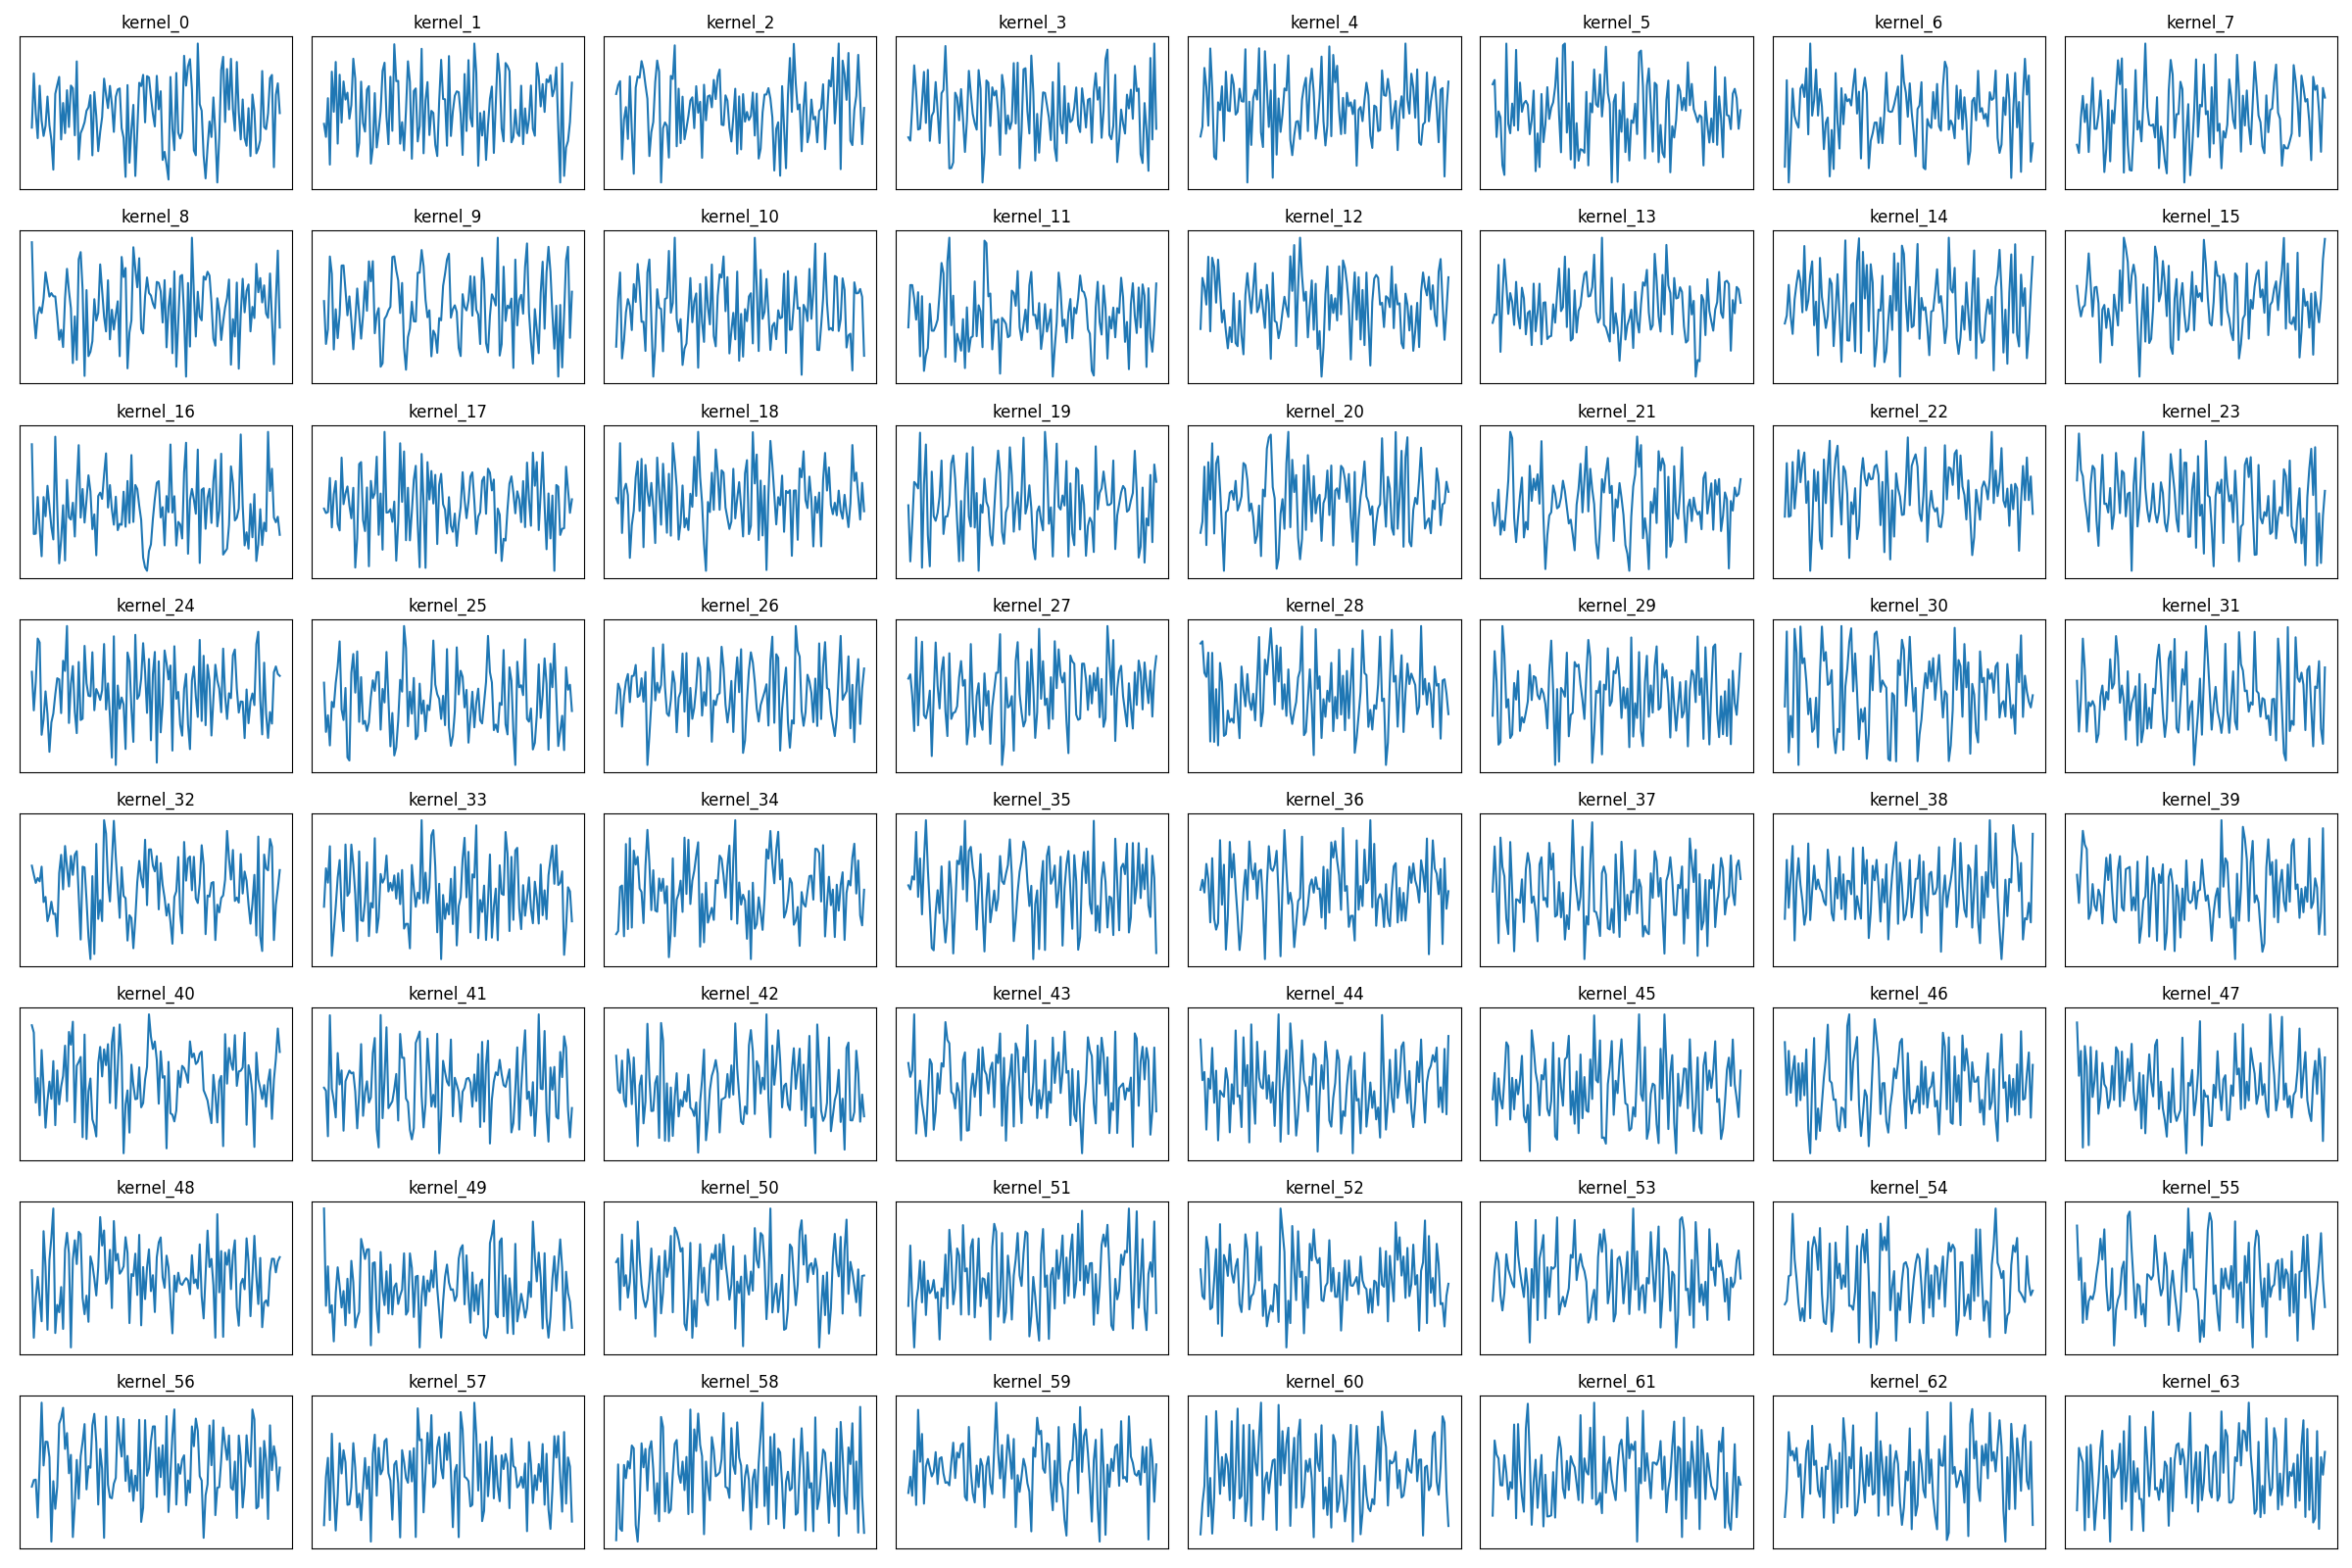 kernel_0 kernel_1 kernel_2 kernel_3 kernel_4 kernel_5 kernel_6 kernel_7
kernel_8 kernel_9 kernel_10 kernel_11 kernel_12 kernel_13 kernel_14 kernel_15
kernel_16 kernel_17 kernel_18 kernel_19 kernel_20 kernel_21 kernel_22 kernel_23
kernel_24 kernel_25 kernel_26 kernel_27 kernel_28 kernel_29 kernel_30 kernel_31
kernel_32 kernel_33 kernel_34 kernel_35 kernel_36 kernel_37 kernel_38 kernel_39
kernel_40 kernel_41 kernel_42 kernel_43 kernel_44 kernel_45 kernel_46 kernel_47
kernel_48 kernel_49 kernel_50 kernel_51 kernel_52 kernel_53 kernel_54 kernel_55
kernel_56 kernel_57 kernel_58 kernel_59 kernel_60 kernel_61 kernel_62 kernel_63